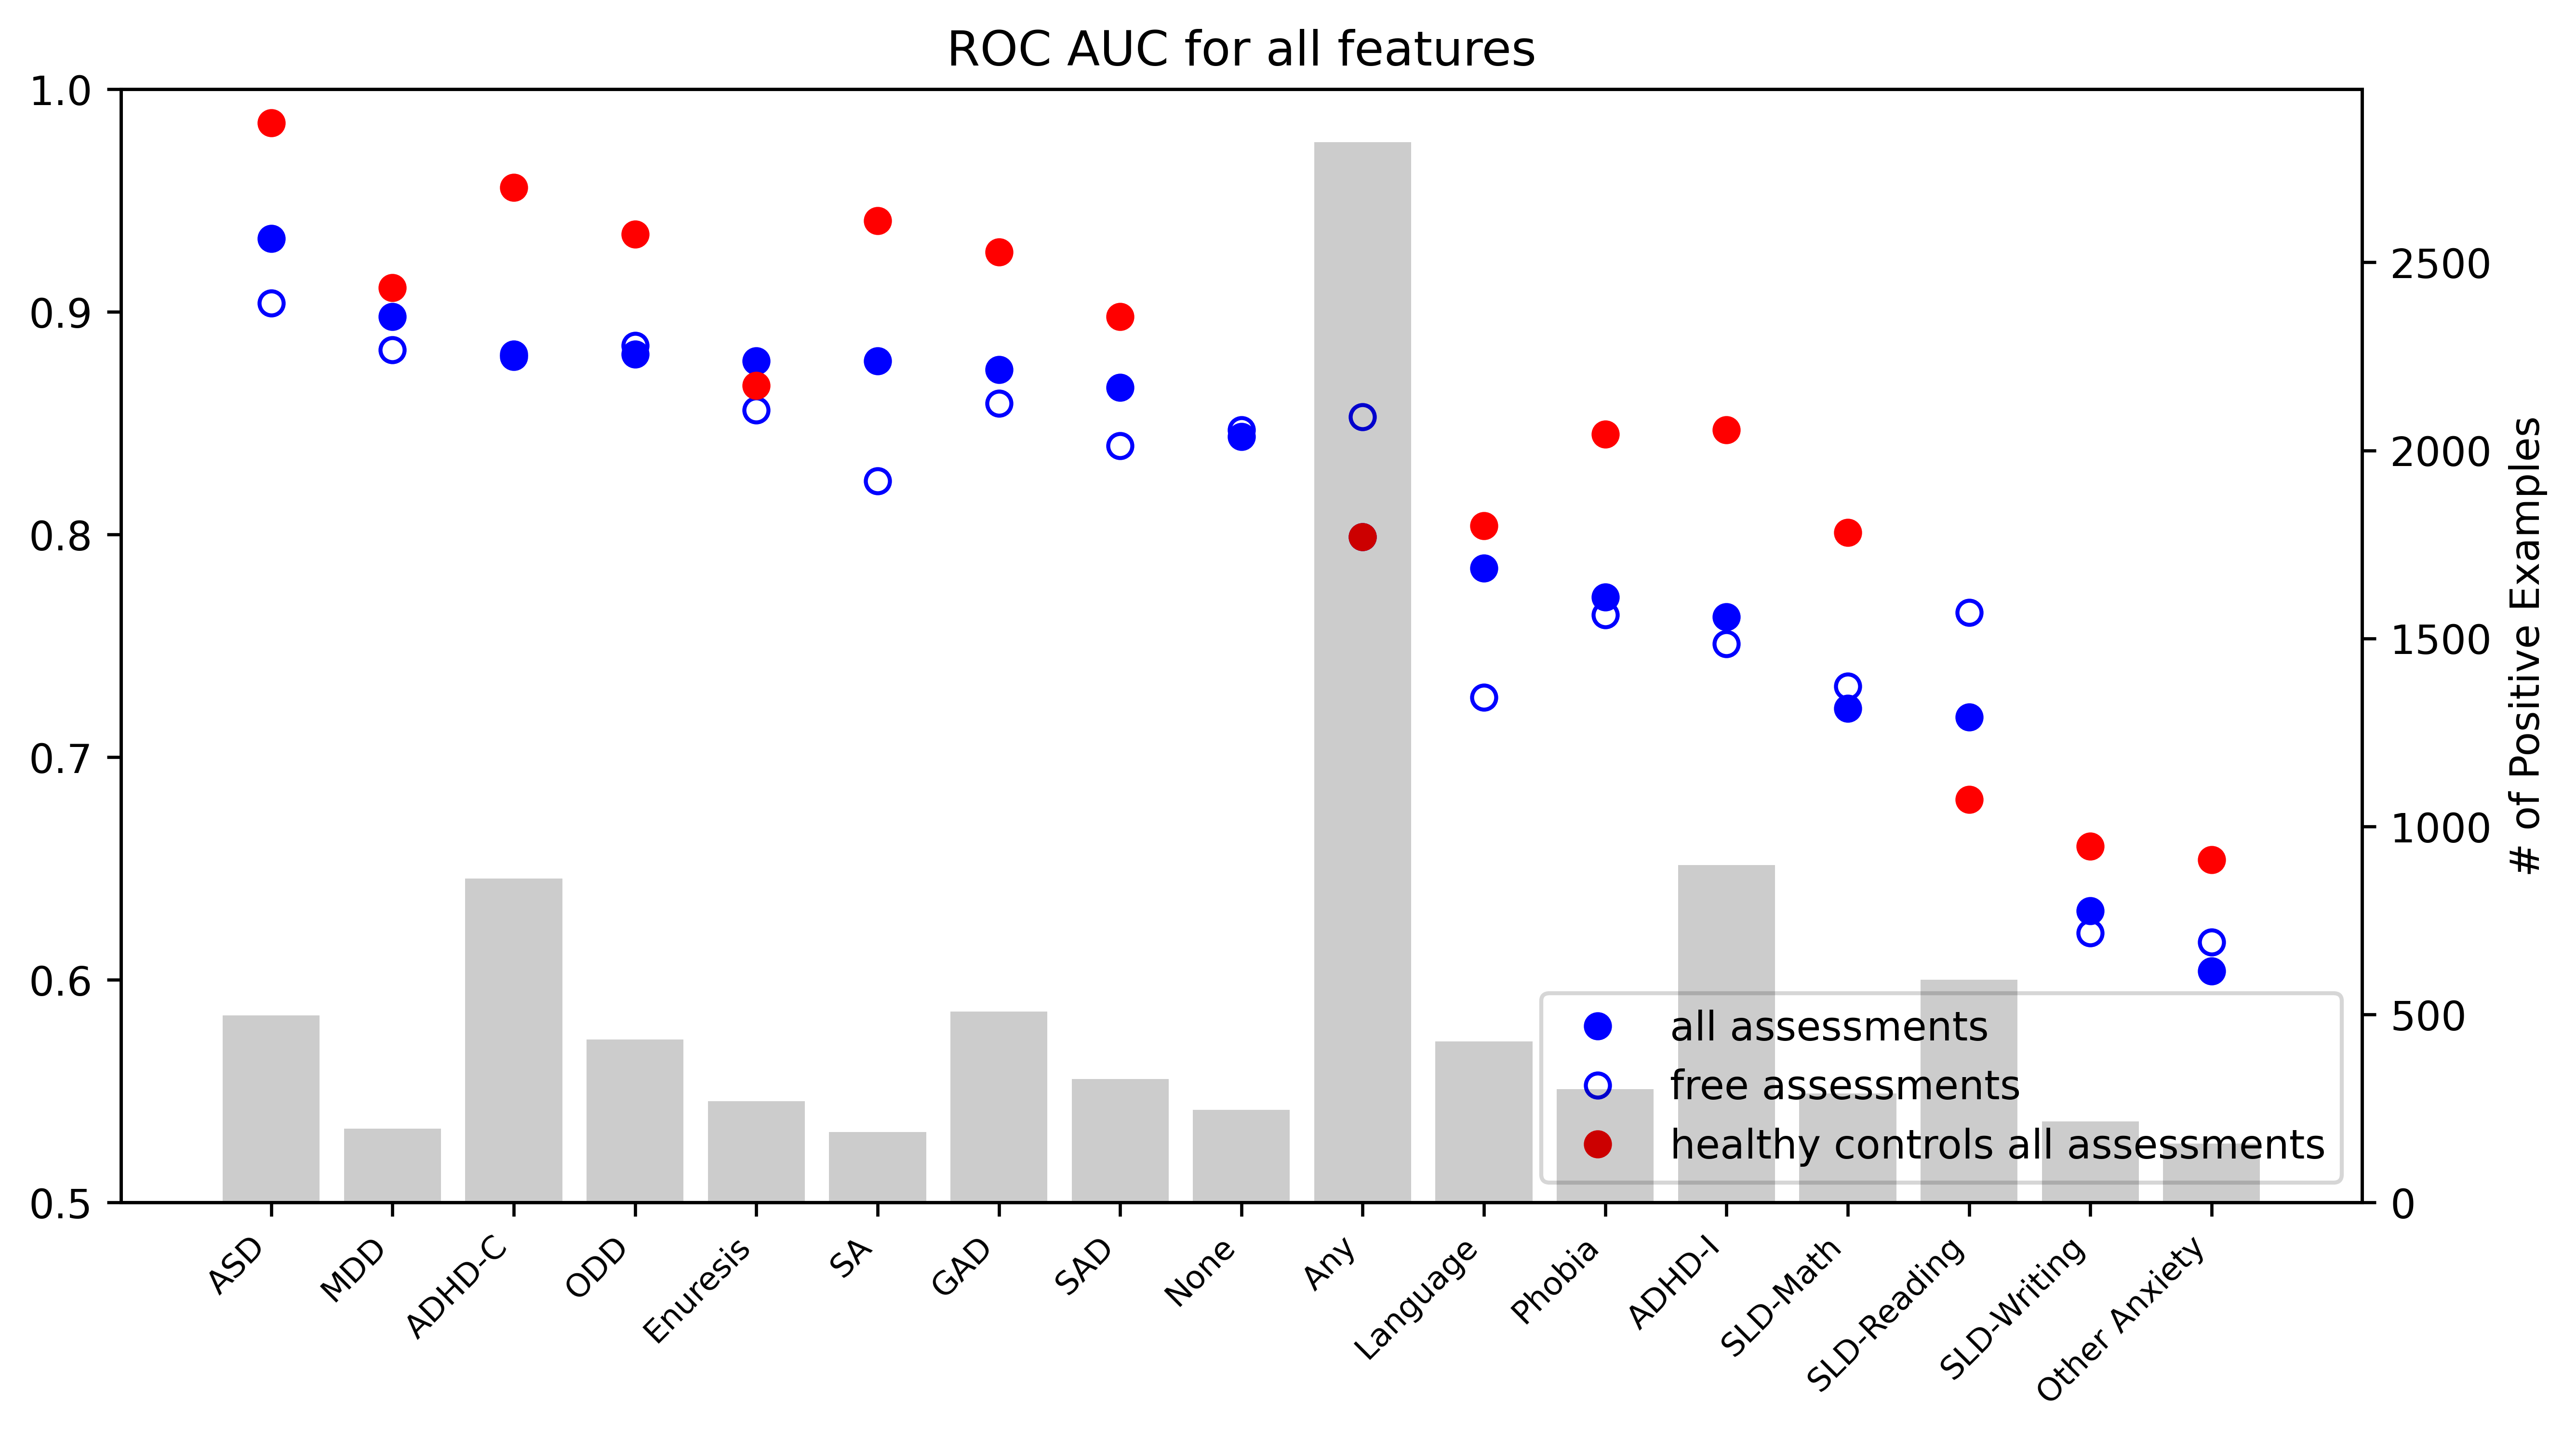 ROC AUC for all features
1.0
0.9
0.8
0.7
0.6
0.5
2500
2000
1500
1000
500
0
# of Positive Examples
all assessments
free assessments
healthy controls all assessments
ASD
MDD
ADHD-C
ODD
Enuresis
SA
GAD
SAD
None
Any
Language
Phobia
ADHD-I
SLD-Math
SLD-Reading
SLD-Writing
Other Anxiety